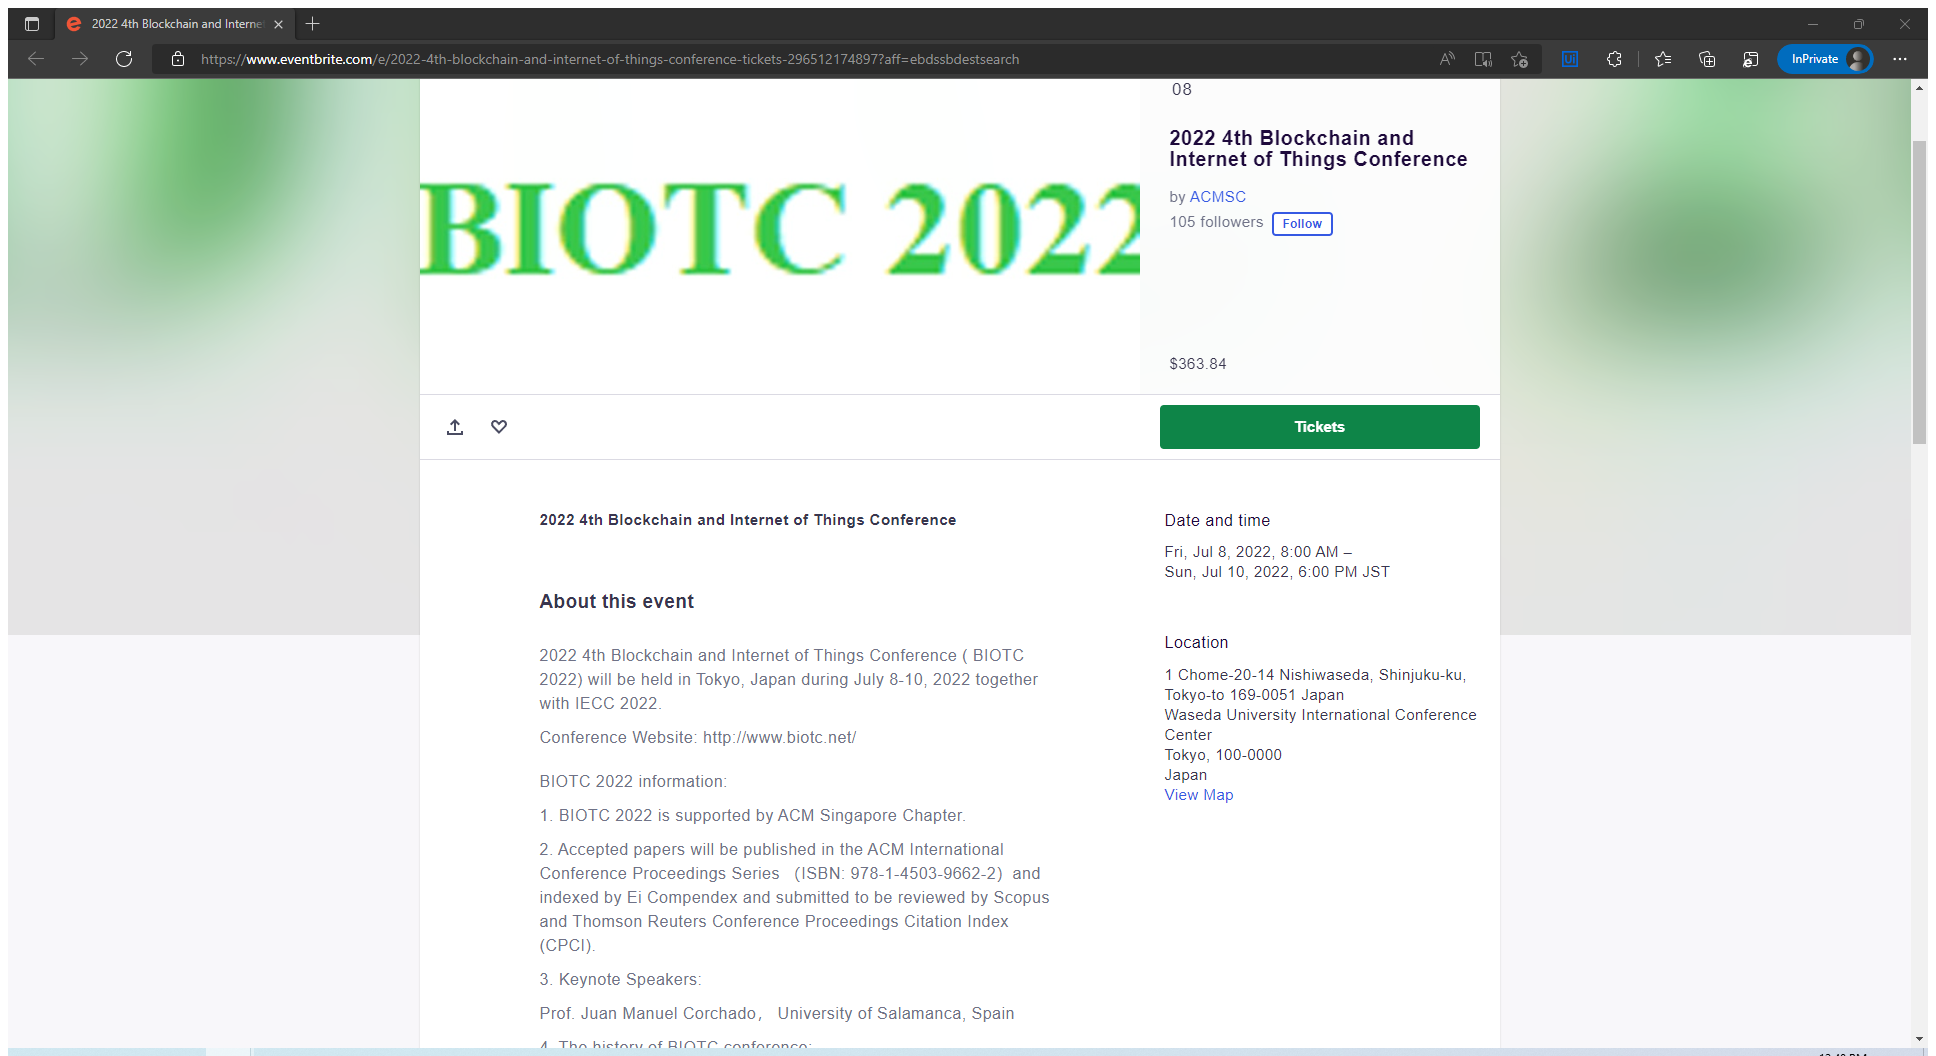 2022 4th Blockchain and Interne
https://www.eventbrite.com/e/2022-4th-blockchain-and-internet-of-things-conference-tickets-296512174897?aff=ebdssbdestsearch
InPrivate
08
BIOTC 2022
2022 4th Blockchain and
Internet of Things Conference
by ACMSC
105 followers Follow
$363.84
Tickets
2022 4th Blockchain and Internet of Things Conference
About this event
2022 4th Blockchain and Internet of Things Conference ( BIOTC
2022) will be held in Tokyo, Japan during July 8-10, 2022 together
with IECC 2022.
Conference Website: http://www.biotc.net/
BIOTC 2022 information:
1. BIOTC 2022 is supported by ACM Singapore Chapter.
2. Accepted papers will be published in the ACM International
Conference Proceedings Series （ISBN: 978-1-4503-9662-2）and
indexed by Ei Compendex and submitted to be reviewed by Scopus
and Thomson Reuters Conference Proceedings Citation Index
(CPCI).
3. Keynote Speakers:
Prof. Juan Manuel Corchado， University of Salamanca, Spain
4. The history of BIOTC conference:
Date and time
Fri, Jul 8, 2022, 8:00 AM –
Sun, Jul 10, 2022, 6:00 PM JST
Location
1 Chome-20-14 Nishiwaseda, Shinjuku-ku,
Tokyo-to 169-0051 Japan
Waseda University International Conference
Center
Tokyo, 100-0000
Japan
View Map